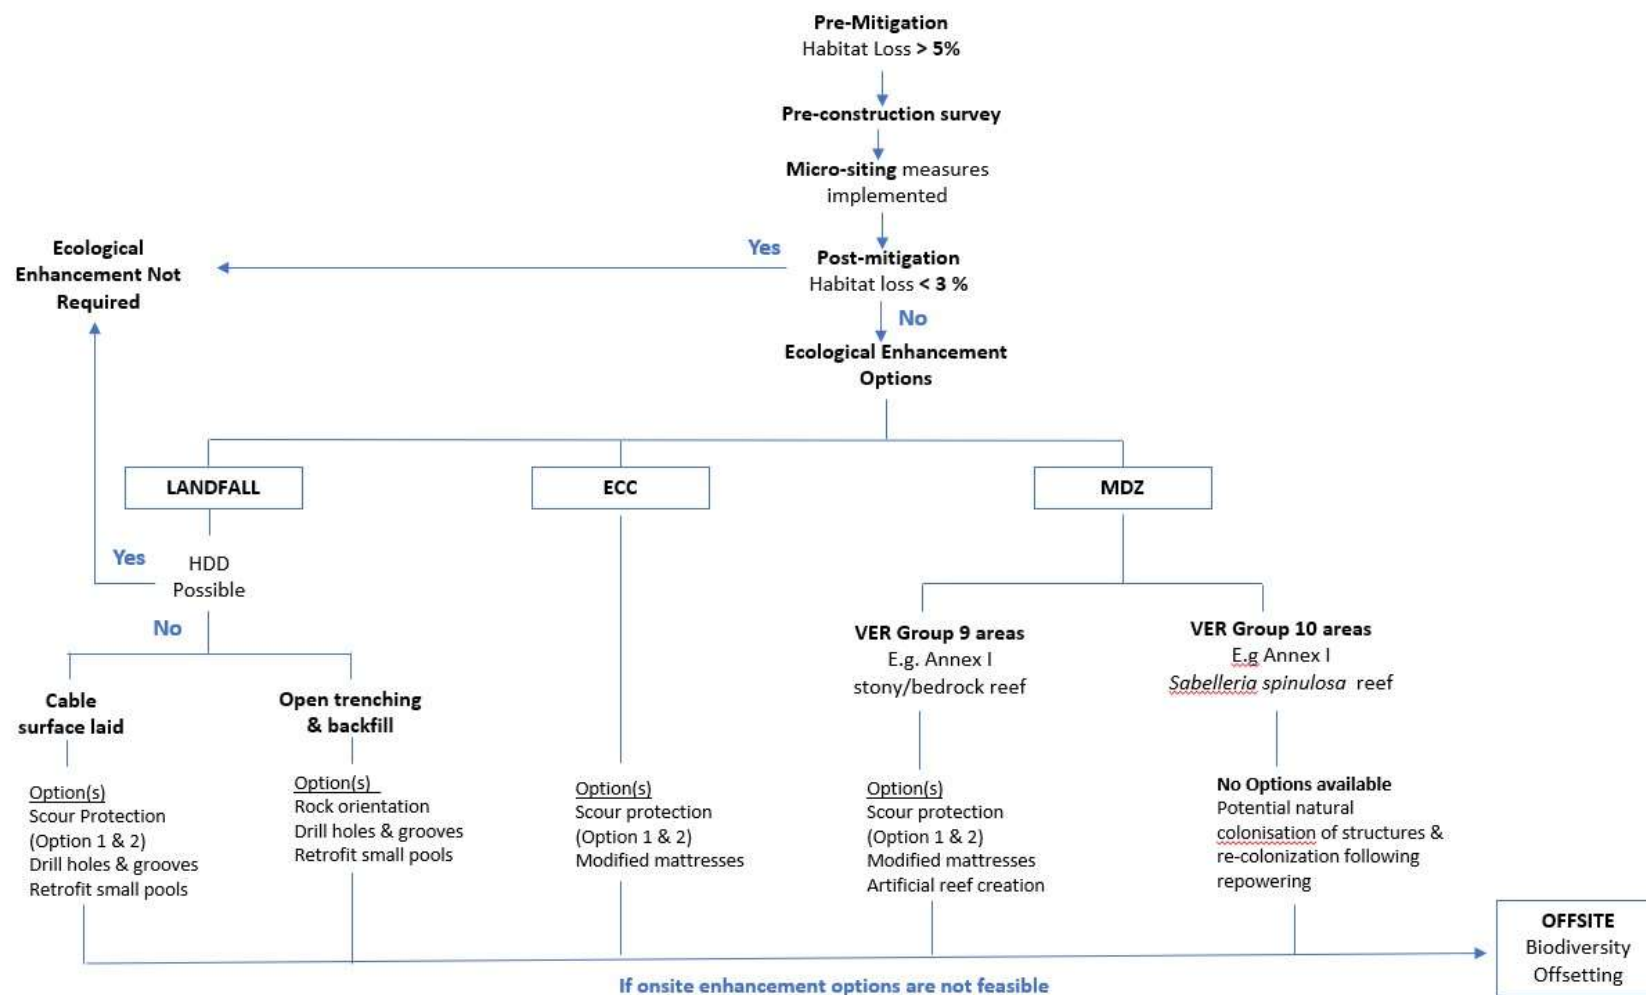 Pre-Mitigation
Habitat Loss > 5%
Pre-construction survey
Micro-siting measures
implemented
Yes
Post-mitigation
Habitat loss < 3 %
Ecological
Enhancement Not
Required
No
Ecological Enhancement
Options
LANDFALL
ECC
MDZ
Yes
HDD
Possible
No
Cable
surface laid
Open trenching
& backfill
VER Group 9 areas
E.g. Annex I
stony/bedrock reef
VER Group 10 areas
E.g Annex I
Sabelleria spinulosa reef
Option(s)
Scour Protection
(Option 1 & 2)
Drill holes & grooves
Retrofit small pools
Option(s)
Rock orientation
Drill holes & grooves
Retrofit small pools
Option(s)
Scour protection
(Option 1 & 2)
Modified mattresses
Option(s)
Scour protection
(Option 1 & 2)
Modified mattresses
Artificial reef creation
No Options available
Potential natural
colonisation of structures &
re-colonization following
repowering
OFFSITE
Biodiversity
Offsetting
If onsite enhancement options are not feasible